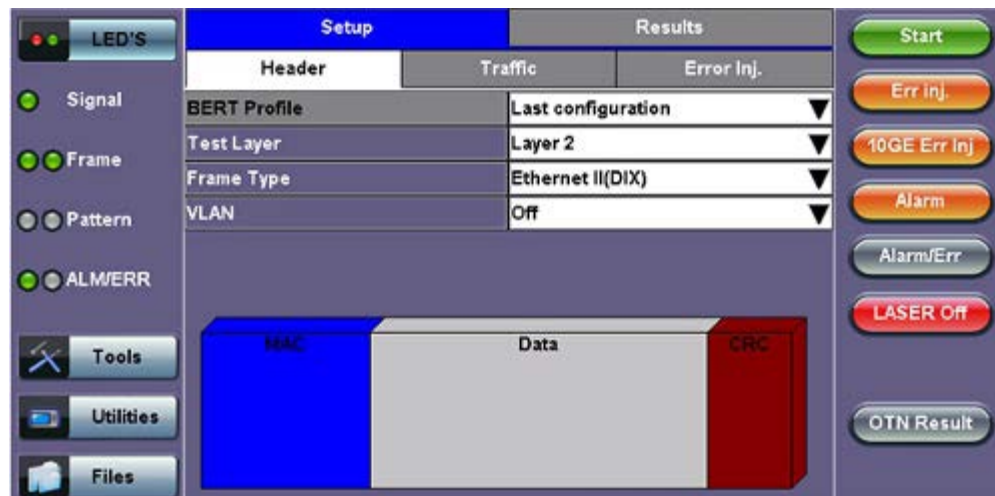 LED'S
Signal
Frame
Pattern
ALM/ERR
Tools
Utilities
Files
Setup
Results
Header
Traffic
Error Inj.
BERT Profile
Last configuration
Test Layer
Layer 2
Frame Type
Ethernet II(DIX)
VLAN
Off
MAC
Data
CRC
Start
Err inj.
10GE Err Inj
Alarm
Alarm/Err
LASER Off
OTN Result